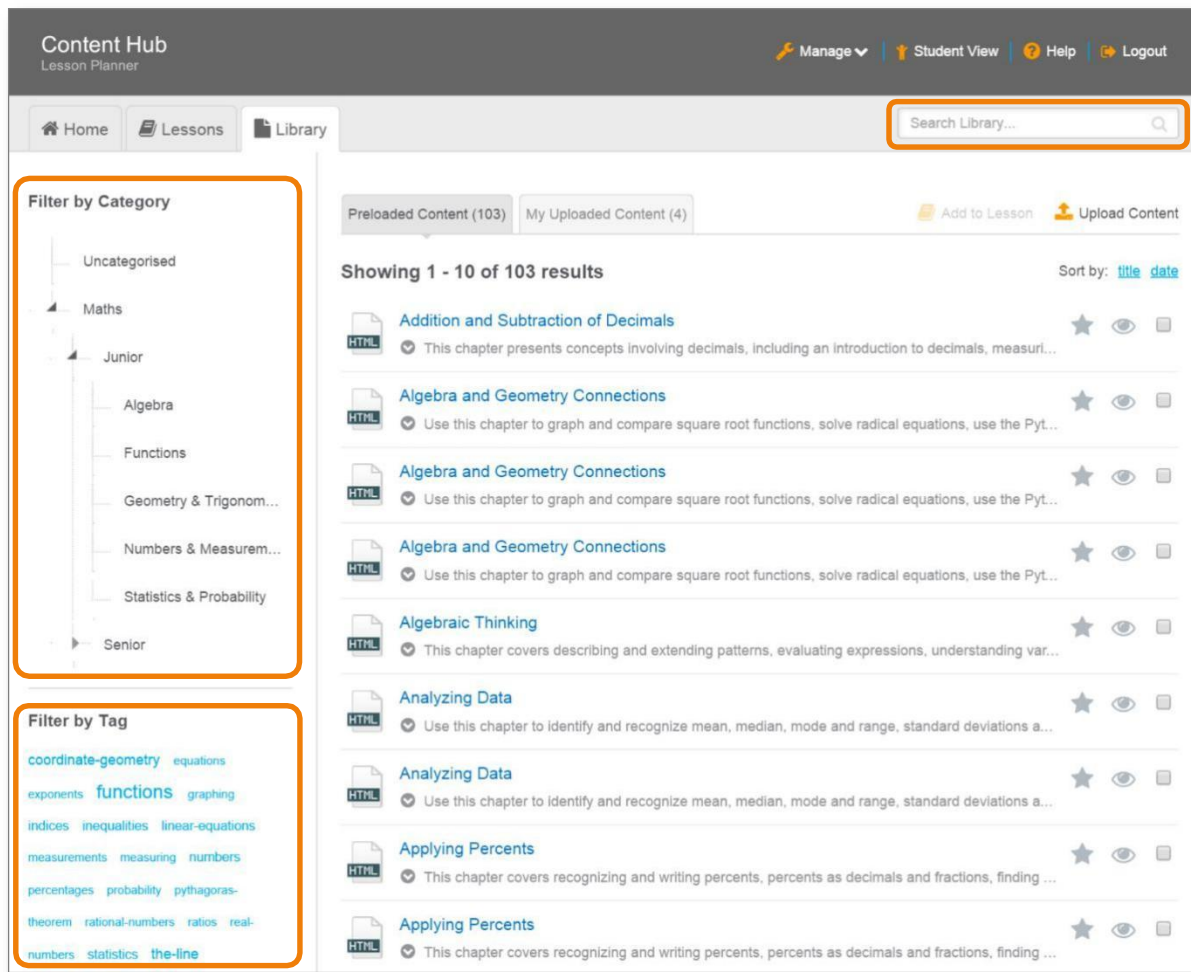 Content Hub
Lesson Planner
Manage
Student View
Help
Logout
Home
Lessons
Library
Search Library...
Filter by Category
Uncategorised
Maths
Junior
Algebra
Functions
Geometry & Trigonom...
Numbers & Measurem...
Statistics & Probability
Senior
Filter by Tag
coordinate-geometry equations
exponents functions graphing
indices inequalities linear-equations
measurements measuring numbers
percentages probability pythagoras-
theorem rational-numbers ratios real-
numbers statistics the-line
Preloaded Content (103)
My Uploaded Content (4)
Add to Lesson
Upload Content
Showing 1 - 10 of 103 results
Sort by: title date
HTML
Addition and Subtraction of Decimals
This chapter presents concepts involving decimals, including an introduction to decimals, measuri...
HTML
Algebra and Geometry Connections
Use this chapter to graph and compare square root functions, solve radical equations, use the Pyt...
HTML
Algebra and Geometry Connections
Use this chapter to graph and compare square root functions, solve radical equations, use the Pyt...
HTML
Algebra and Geometry Connections
Use this chapter to graph and compare square root functions, solve radical equations, use the Pyt...
HTML
Algebraic Thinking
This chapter covers describing and extending patterns, evaluating expressions, understanding var...
HTML
Analyzing Data
Use this chapter to identify and recognize mean, median, mode and range, standard deviations a...
HTML
Analyzing Data
Use this chapter to identify and recognize mean, median, mode and range, standard deviations a...
HTML
Applying Percents
This chapter covers recognizing and writing percents, percents as decimals and fractions, finding ...
HTML
Applying Percents
This chapter covers recognizing and writing percents, percents as decimals and fractions, finding ...